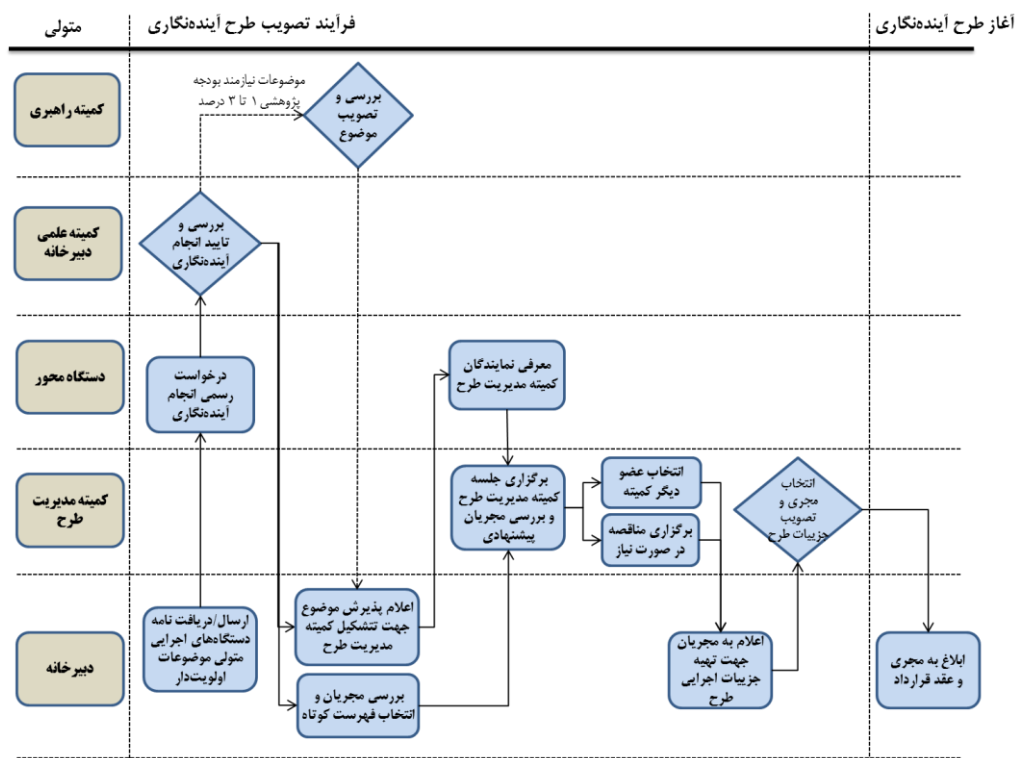 متولی
فرآیند تصویب طرح آینده‌نگاری
آغاز طرح آینده‌نگاری
کمیته راهبری
موضوعات نیازمند بودجه
پژوهشی ۱ تا ۳ درصد
بررسی و
تصویب
موضوع
کمیته علمی
دبیرخانه
بررسی و
تایید انجام
آینده‌نگاری
دستگاه محور
درخواست
رسمی انجام
آینده‌نگاری
معرفی نمایندگان
کمیته مدیریت طرح
کمیته مدیریت
طرح
برگزاری جلسه
کمیته مدیریت طرح
و بررسی مجریان
پیشنهادی
انتخاب عضو
دیگر کمیته
برگزاری مناقصه
در صورت نیاز
انتخاب
مجری و
تصویب
جزییات طرح
دبیرخانه
ارسال/دریافت نامه
دستگاه‌های اجرایی
متولی موضوعات
اولویت‌دار
اعلام پذیرش موضوع
جهت تتشکیل کمیته
مدیریت طرح
بررسی مجریان و
انتخاب فهرست کوتاه
اعلام به مجریان
جهت تهیه
جزییات اجرایی
طرح
ابلاغ به مجری
و عقد قرارداد